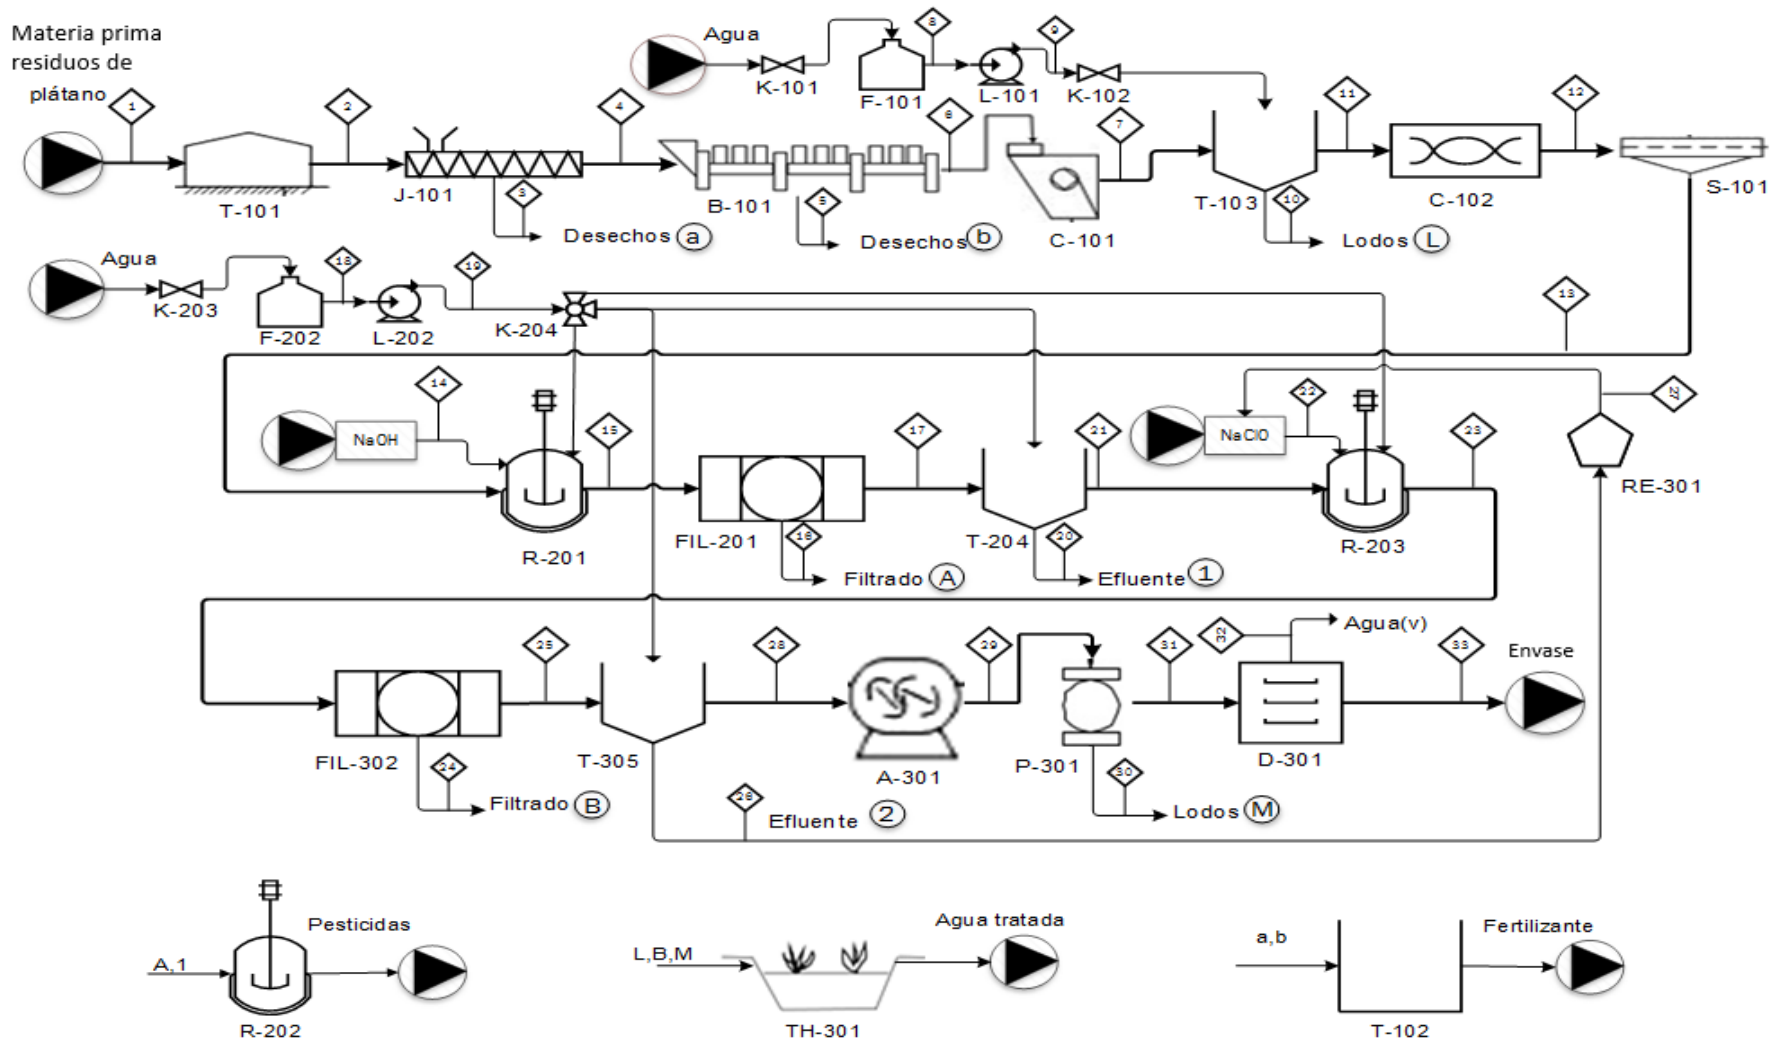 Materia prima
residuos de
plátano
1
2
4
Agua
K-101
8
F-101
L-101
9
K-102
6
7
11
12
T-101
J-101
3
Desechos a
B-101
5
Desechos b
C-101
T-103
10
Lodos L
C-102
S-101
Agua
K-203
18
F-202
L-202
19
K-204
13
NaOH
14
15
17
21
NaClO
22
23
27
RE-301
R-201
FIL-201
16
Filtrado A
T-204
20
Efluente 1
R-203
25
28
29
31
32
Agua(v)
33
Envase
FIL-302
24
Filtrado B
T-305
26
Efluente 2
A-301
P-301
30
Lodos M
D-301
A,1
Pesticidas
R-202
L,B,M
Agua tratada
TH-301
a,b
Fertilizante
T-102